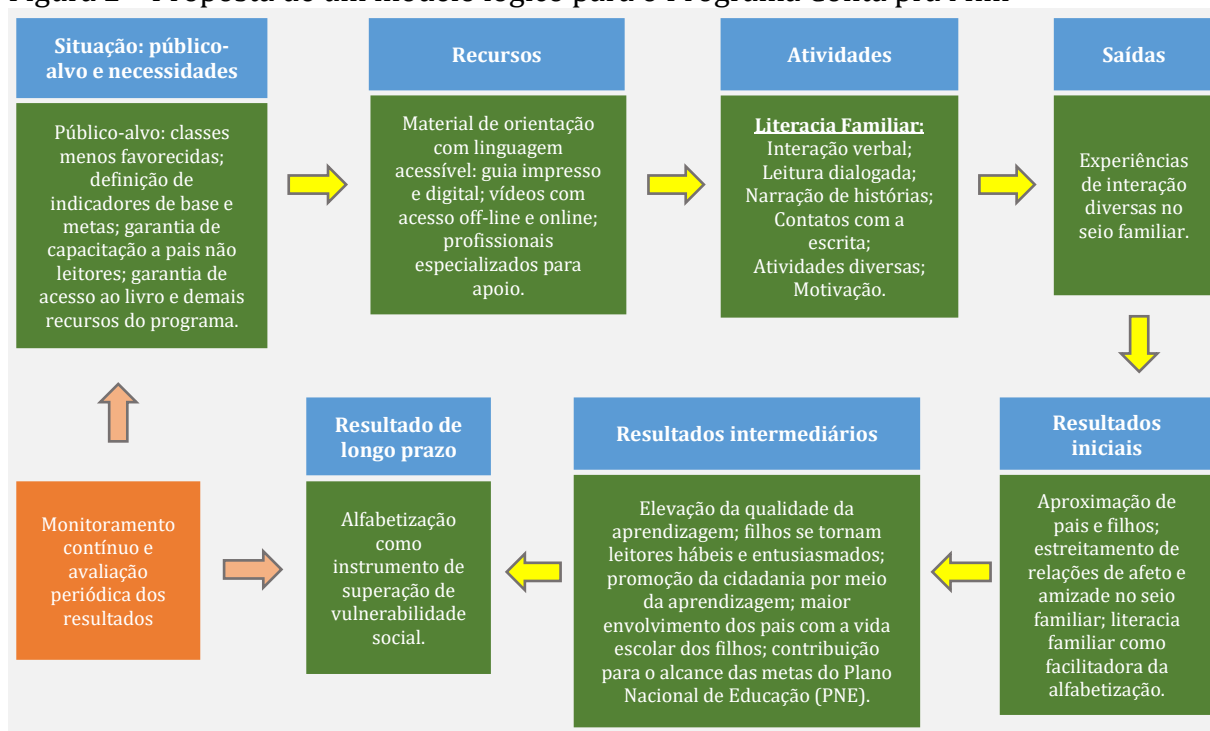 Situação: público-
alvo e necessidades
Público-alvo: classes
menos favorecidas;
definição de
indicadores de base e
metas; garantia de
capacitação a pais não
leitores; garantia de
acesso ao livro e demais
recursos do programa.
Recursos
Material de orientação
com linguagem
acessível: guia impresso
e digital; vídeos com
acesso off-line e online;
profissionais
especializados para
apoio.
Atividades
Literacia Familiar:
Interação verbal;
Leitura dialogada;
Narração de histórias;
Contatos com a
escrita;
Atividades diversas;
Motivação.
Saídas
Experiências
de interação
diversas no
seio familiar.
Resultados
iniciais
Aproximação de
pais e filhos;
estreitamento de
relações de afeto e
amizade no seio
familiar; literacia
familiar como
facilitadora da
alfabetização.
Resultados intermediários
Elevação da qualidade da
aprendizagem; filhos se tornam
leitores hábeis e entusiasmados;
promoção da cidadania por meio
da aprendizagem; maior
envolvimento dos pais com a vida
escolar dos filhos; contribuição
para o alcance das metas do Plano
Nacional de Educação (PNE).
Resultado de
longo prazo
Alfabetização
como
instrumento de
superação de
vulnerabilidade
social.
Monitoramento
contínuo e
avaliação
periódica dos
resultados